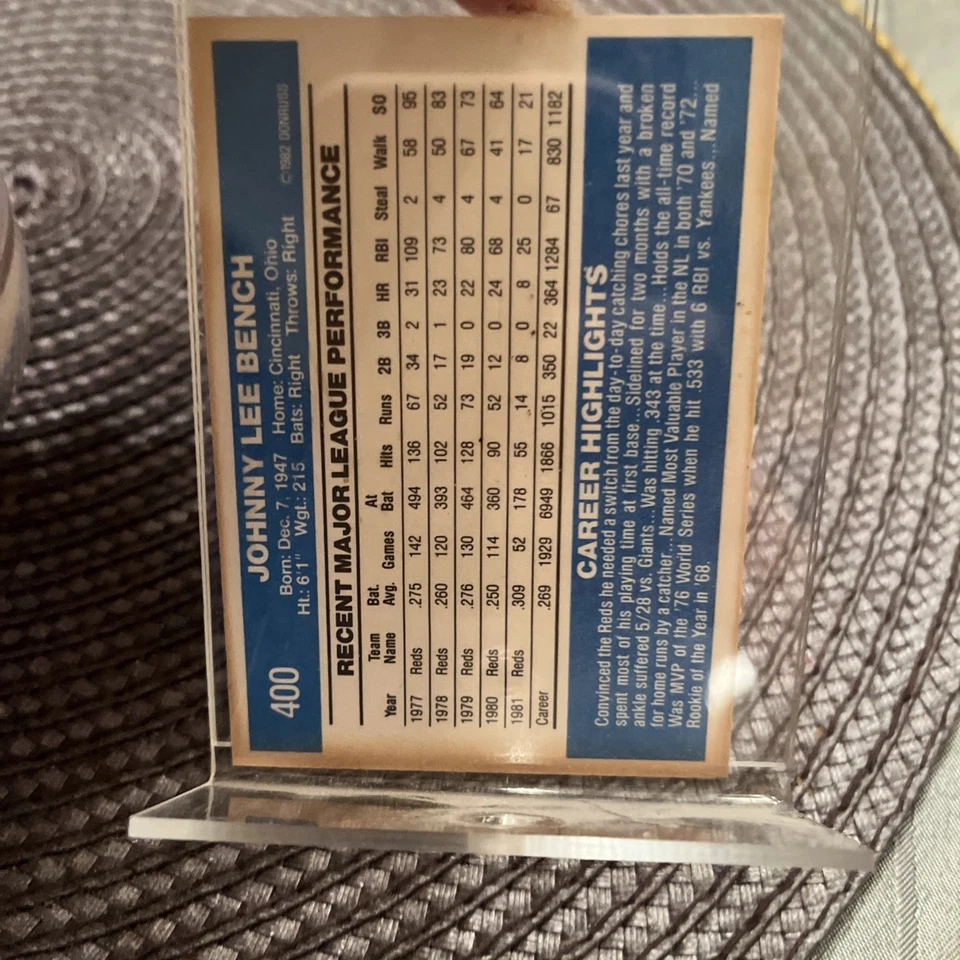 400 JOHNNY LEE BENCH ©1982 DONRUSS
Born: Dec. 7, 1947 Home: Cincinnati, Ohio
Ht.: 6'1" Wgt.: 215 Bats: Right Throws: Right
RECENT MAJOR LEAGUE PERFORMANCE
Year Team Name Bat. Avg. Games At Bat Hits Runs 2B 3B HR RBI Steal Walk SO
1977 Reds .275 142 494 136 67 34 2 31 109 2 58 95
1978 Reds .260 120 393 102 52 17 1 23 73 4 50 83
1979 Reds .276 130 464 128 73 19 0 22 80 4 67 73
1980 Reds .250 114 360 90 52 12 0 24 68 4 41 64
1981 Reds .309 52 178 55 14 8 0 8 25 0 17 21
Career .269 1929 6949 1866 1015 350 22 364 1284 67 830 1182
CAREER HIGHLIGHTS
Convinced the Reds he needed a switch from the day-to-day catching chores last year and
spent most of his playing time at first base...Sidelined for two months with a broken
ankle suffered 5/28 vs. Giants...Was hitting .343 at the time...Holds the all-time record
for home runs by a catcher...Named Most Valuable Player in the NL in both '70 and '72...
Was MVP of the '76 World Series when he hit .533 with 6 RBI vs. Yankees...Named
Rookie of the Year in '68.